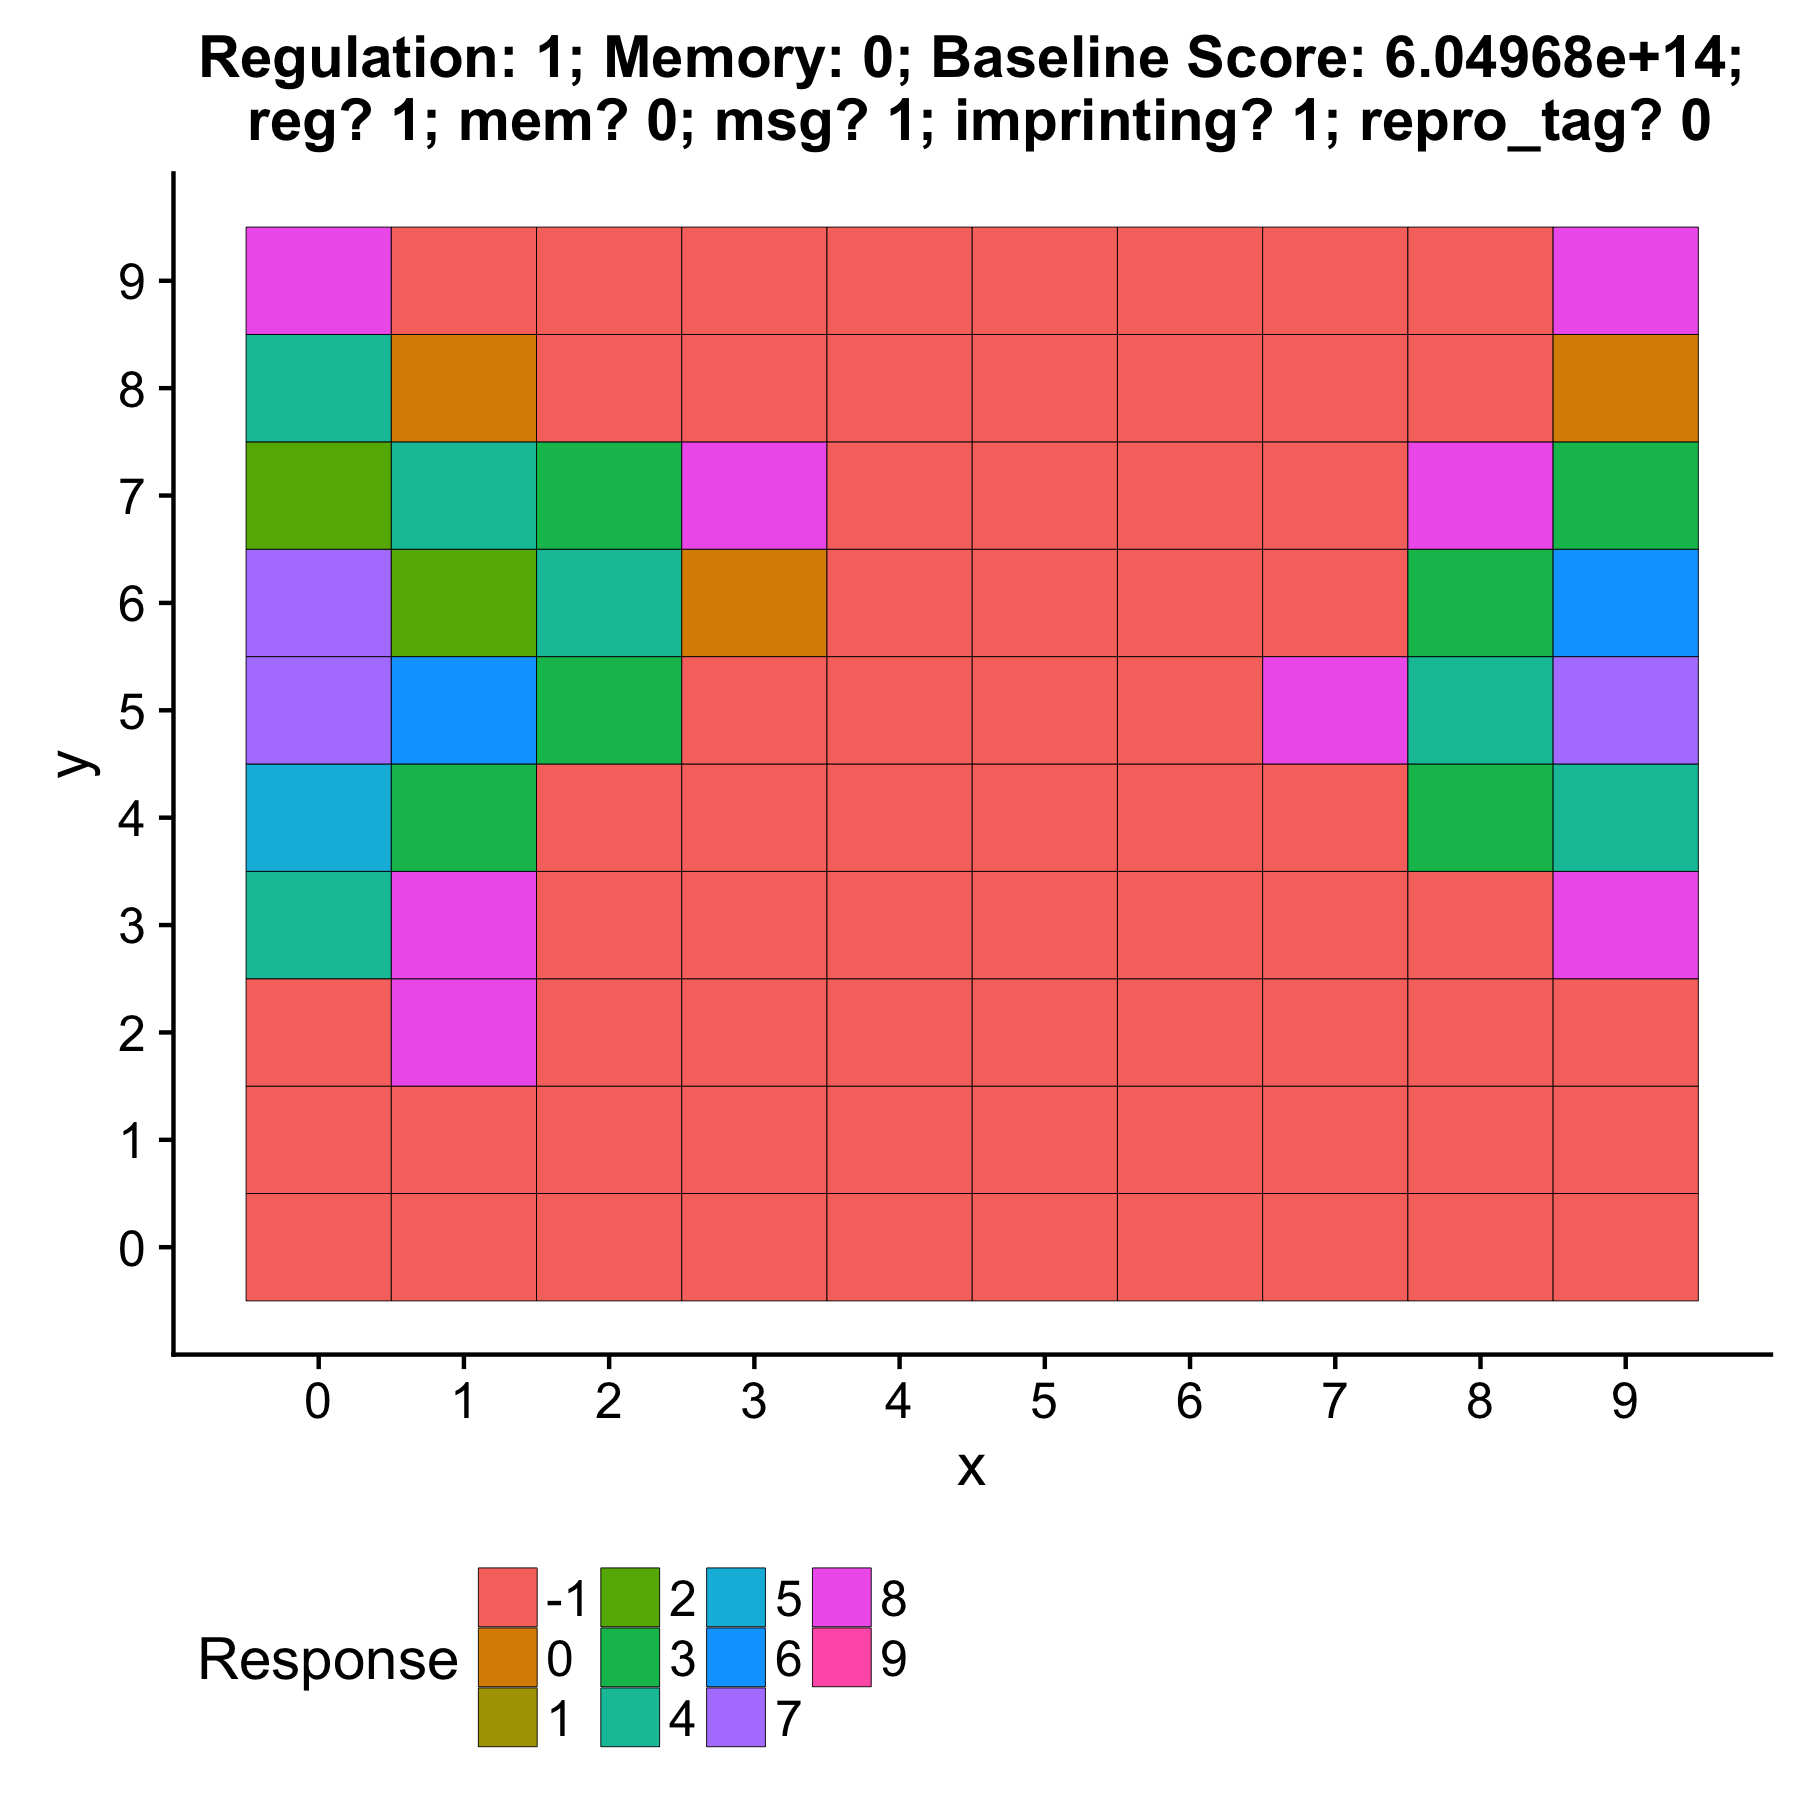 Regulation: 1; Memory: 0; Baseline Score: 6.04968e+14;
reg? 1; mem? 0; msg? 1; imprinting? 1; repro_tag? 0
9
8
7
6
5
4
3
2
1
0
y
0 1 2 3 4 5 6 7 8 9
x
Response
-1 2 5 8
0 3 6 9
1 4 7